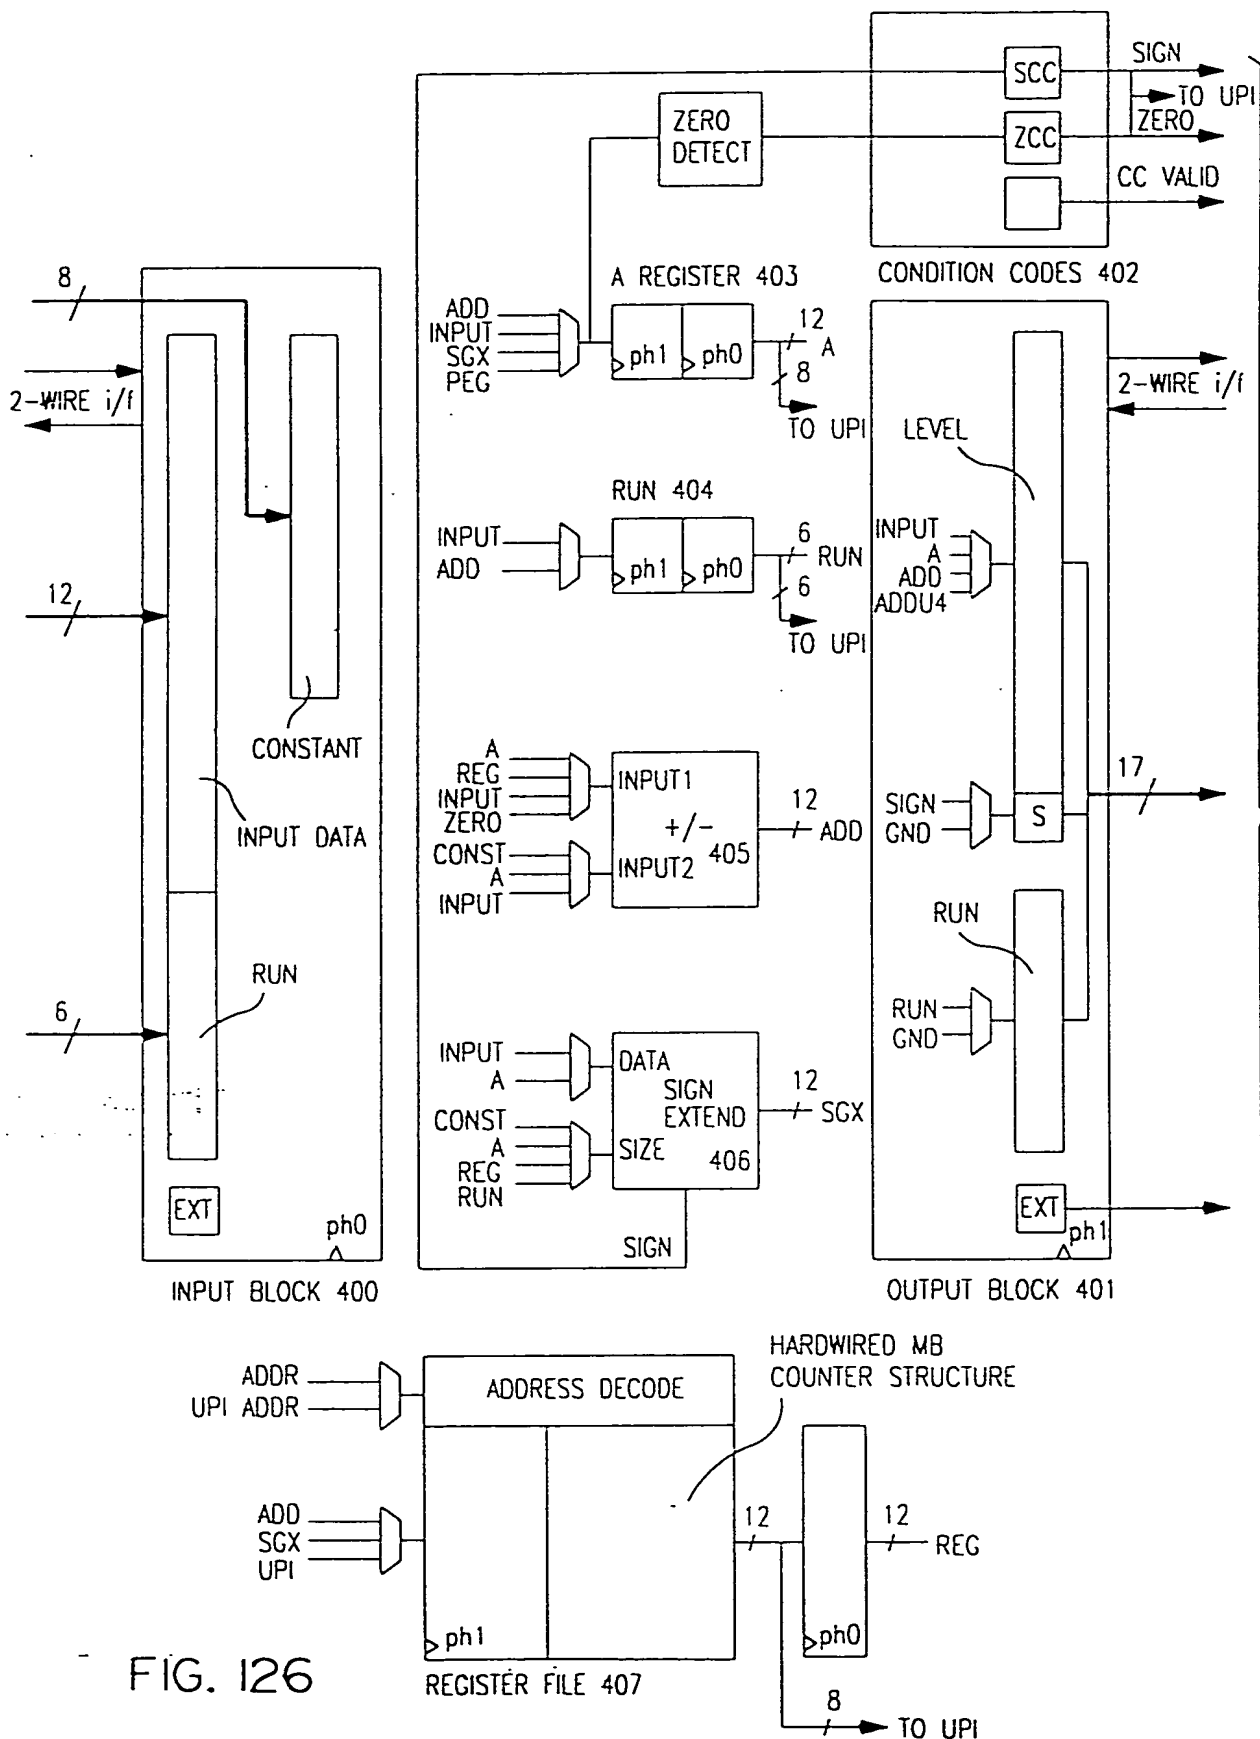 SCC
SIGN
TO UPI
ZERO
DETECT
ZCC
ZERO
CC VALID
CONDITION CODES 402
8
2-WIRE i/f
12
CONSTANT
INPUT DATA
RUN
6
EXT
ph0
INPUT BLOCK 400
A REGISTER 403
ADD
INPUT
SGX
PEG
ph1
ph0
12
A
8
TO UPI
RUN 404
INPUT
ADD
ph1
ph0
6
RUN
6
TO UPI
A
REG
INPUT
ZERO
CONST
A
INPUT
INPUT1
+/-
405
INPUT2
12
ADD
INPUT
A
CONST
A
REG
RUN
DATA
SIGN
EXTEND
SIZE
406
12
SGX
SIGN
2-WIRE i/f
LEVEL
INPUT
A
ADD
ADDU4
17
SIGN
GND
S
RUN
RUN
GND
EXT
ph1
OUTPUT BLOCK 401
HARDWIRED MB
COUNTER STRUCTURE
ADDR
UPI ADDR
ADDRESS DECODE
ADD
SGX
UPI
ph1
12
12
REG
ph0
REGISTER FILE 407
8
TO UPI
FIG. 126